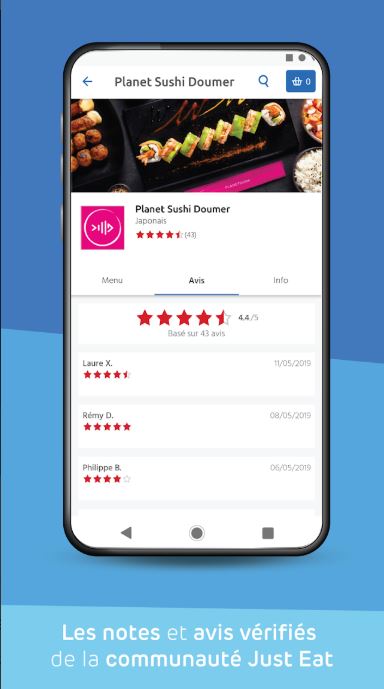 Planet Sushi Doumer
0
Planet Sushi Doumer
Japonais
(43)
Menu Avis Info
4.4/5
Basé sur 43 avis
Laure X. 11/05/2019
Rémy D. 08/05/2019
Philippe B. 06/05/2019
Les notes et avis vérifiés
de la communauté Just Eat